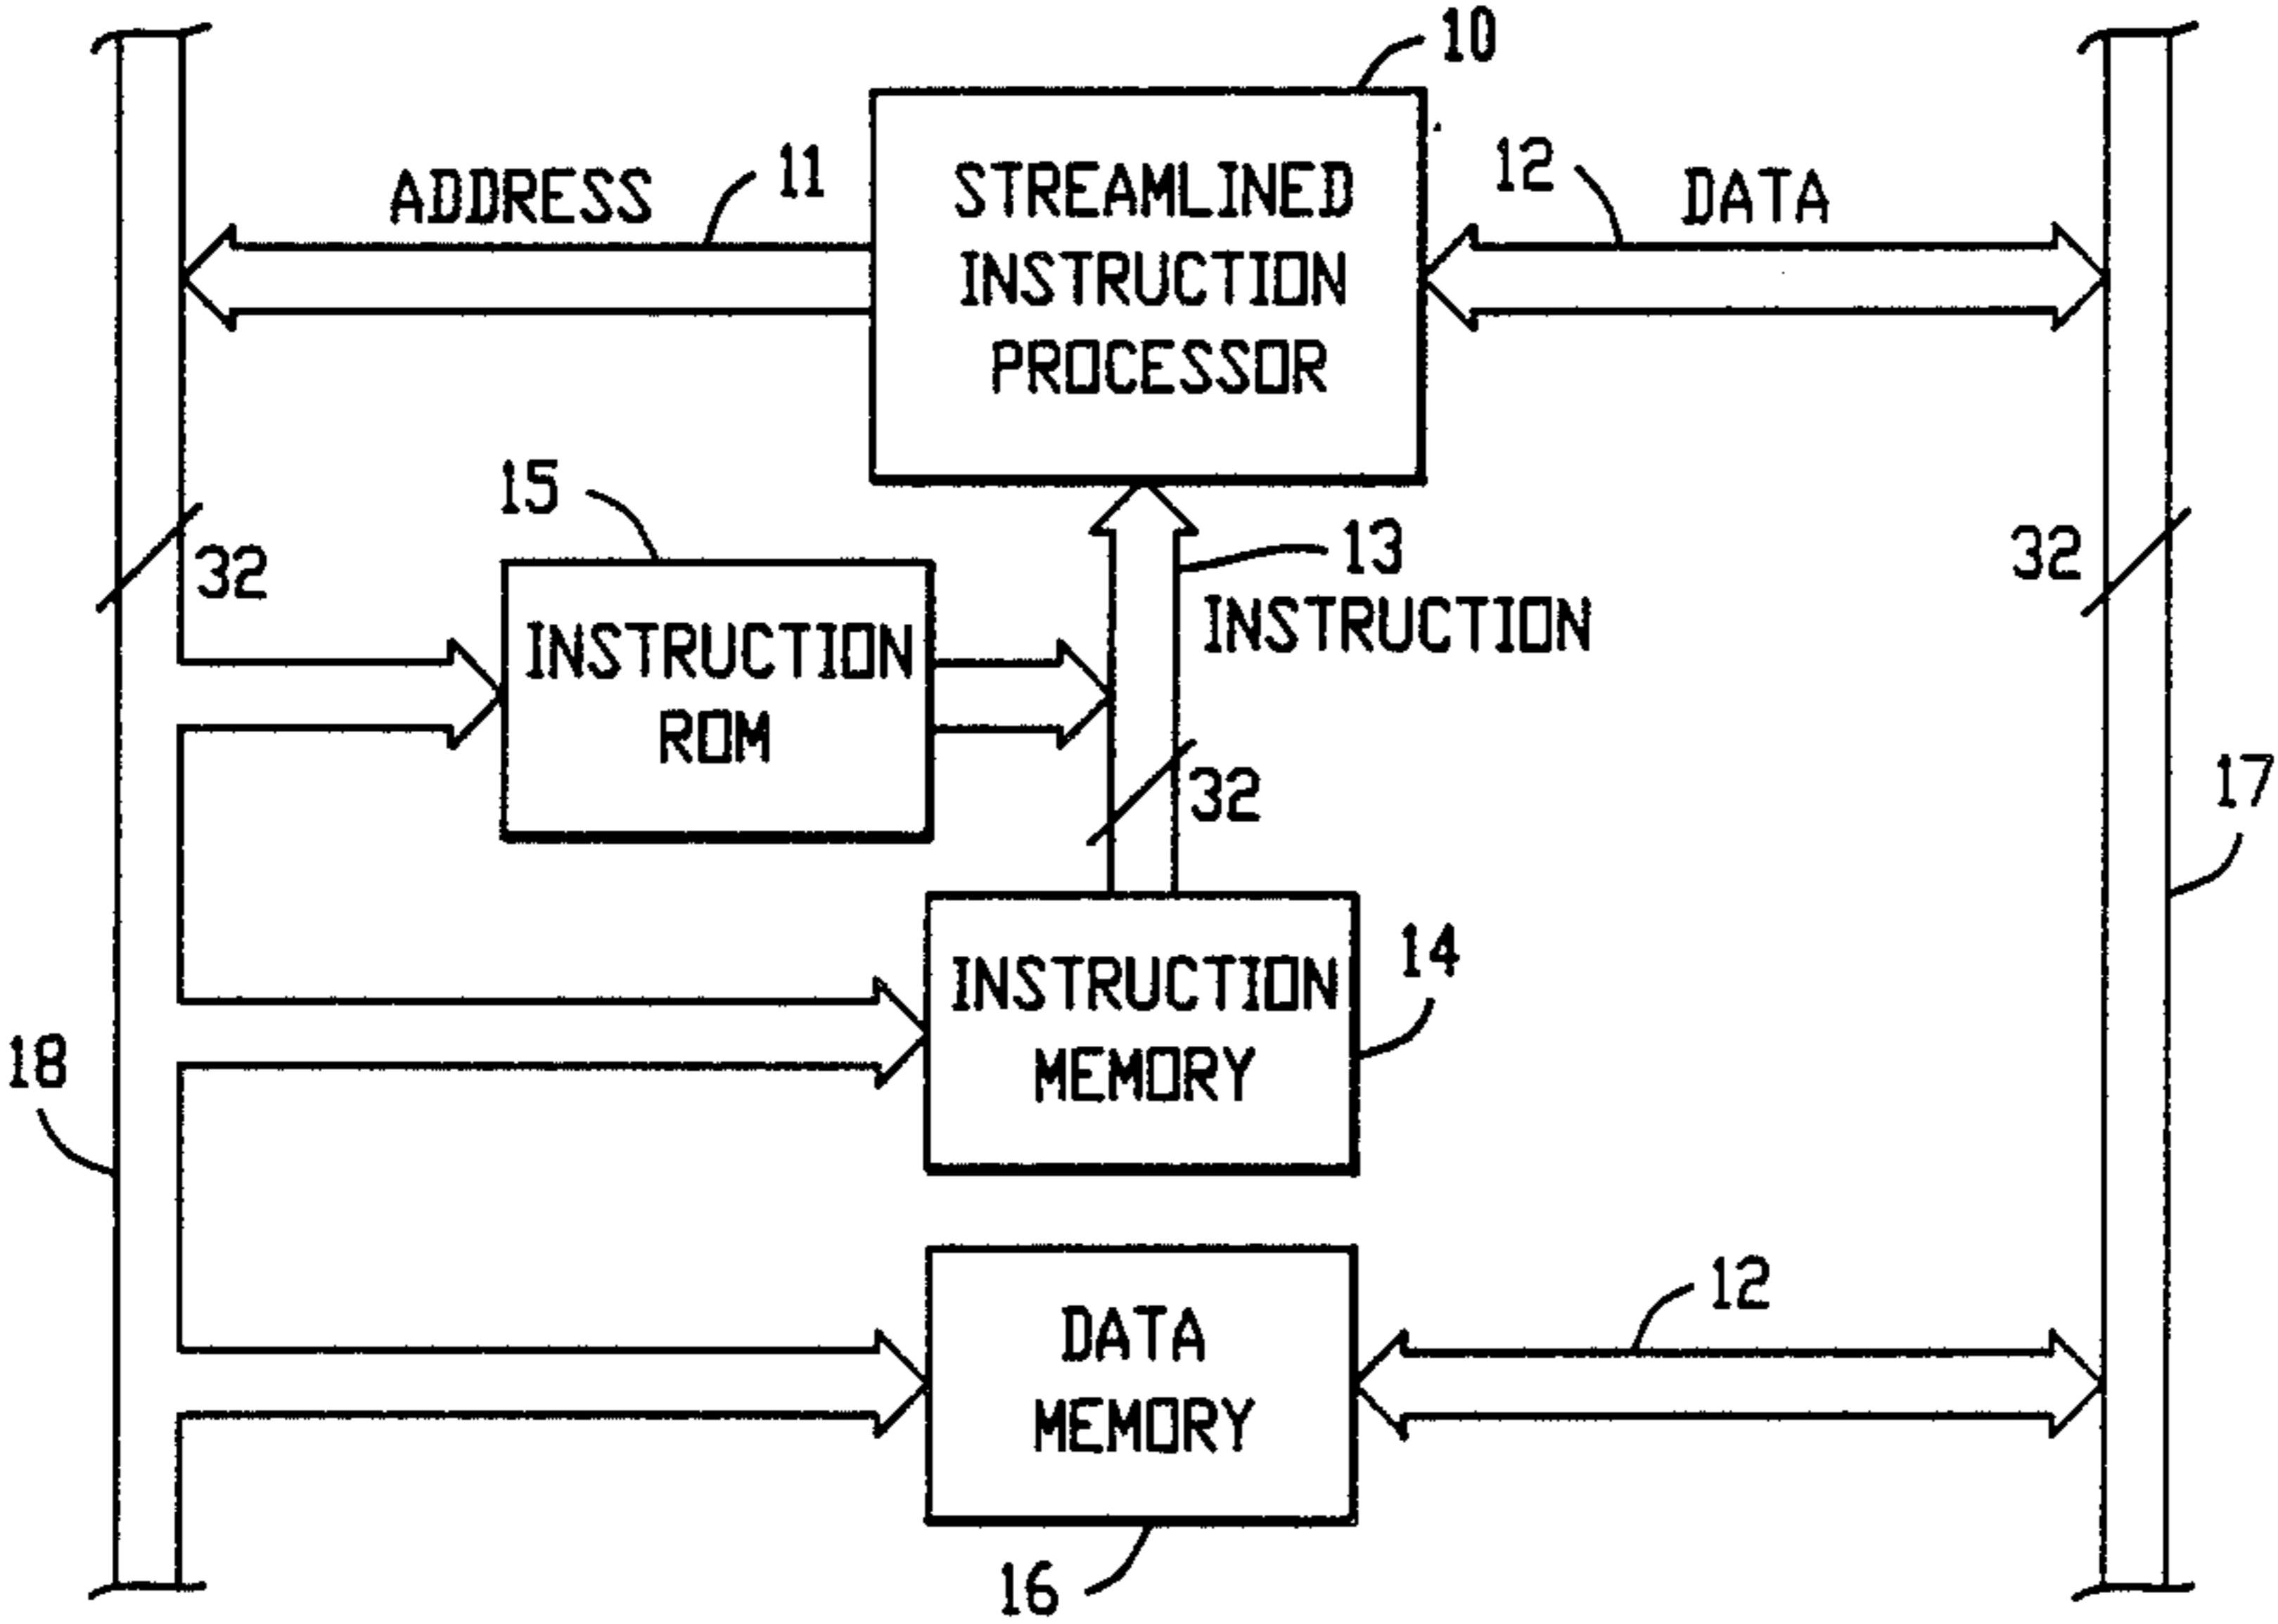 10
ADDRESS
11
STREAMLINED
INSTRUCTION
PROCESSOR
12
DATA
15
32
INSTRUCTION
ROM
13
INSTRUCTION
32
32
17
18
INSTRUCTION
MEMORY
14
DATA
MEMORY
12
16